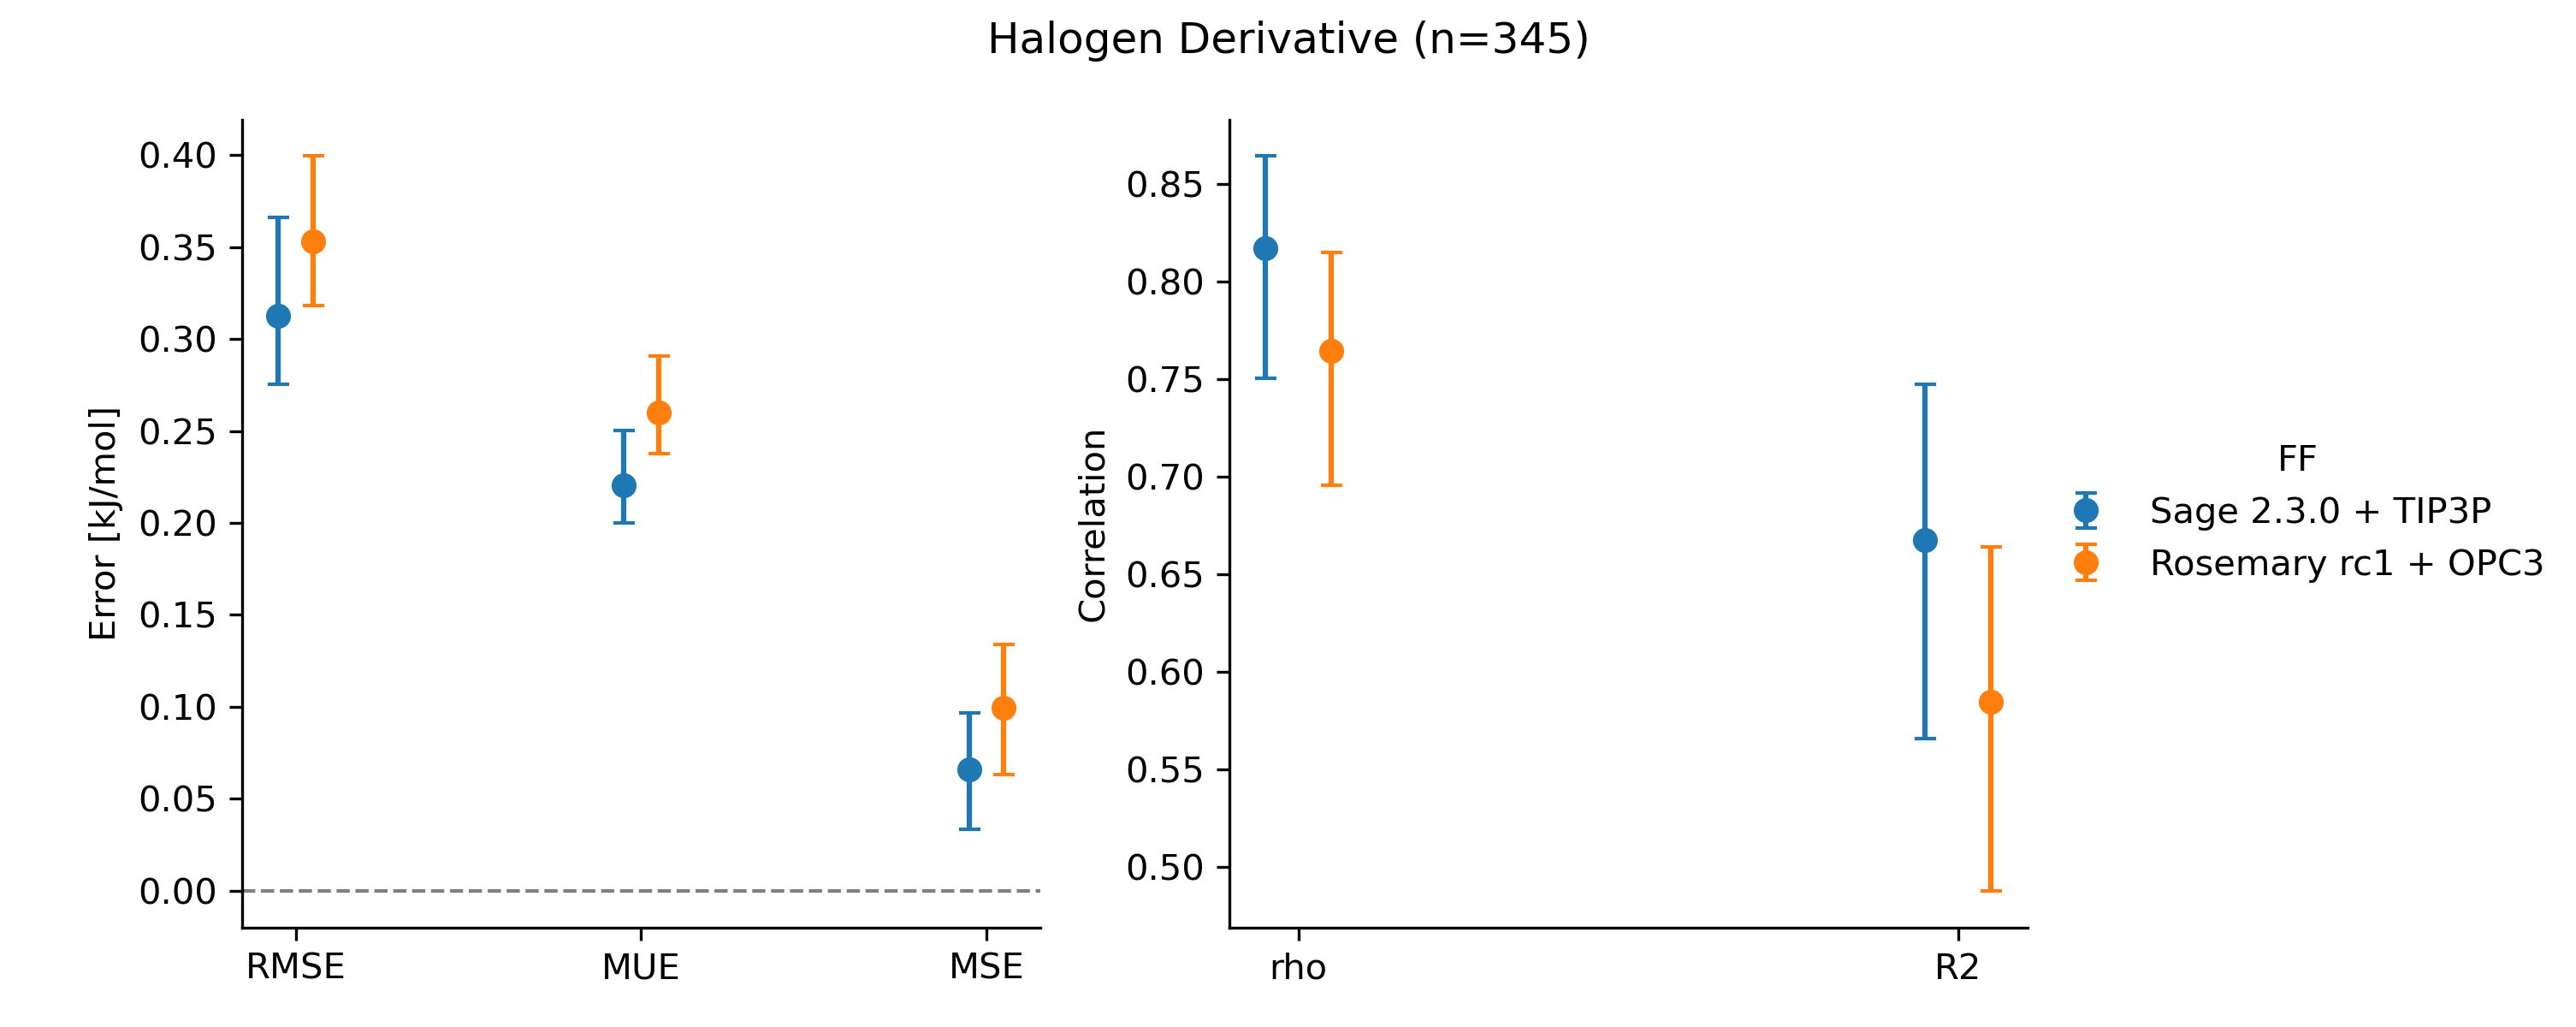 Halogen Derivative (n=345)
Error [kJ/mol]
0.40
0.35
0.30
0.25
0.20
0.15
0.10
0.05
0.00
RMSE
MUE
MSE
Correlation
0.85
0.80
0.75
0.70
0.65
0.60
0.55
0.50
rho
R2
FF
Sage 2.3.0 + TIP3P
Rosemary rc1 + OPC3